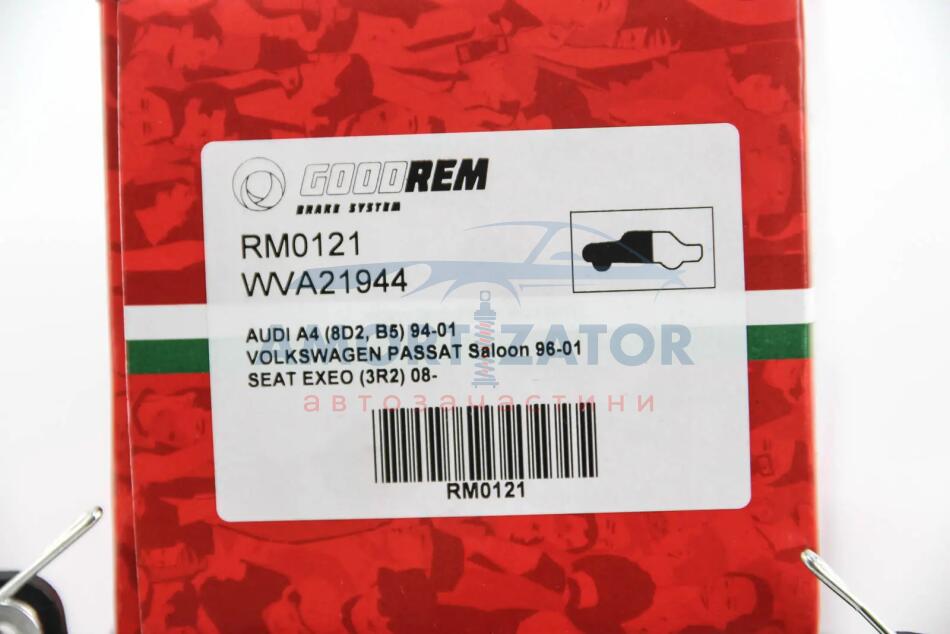 GOODREM
BRAKE SYSTEM
RM0121
WVA21944
AUDI A4 (8D2, B5) 94-01
VOLKSWAGEN PASSAT Saloon 96-01
SEAT EXEO (3R2) 08-
AMORTIZATOR
автозапчастини
RM0121